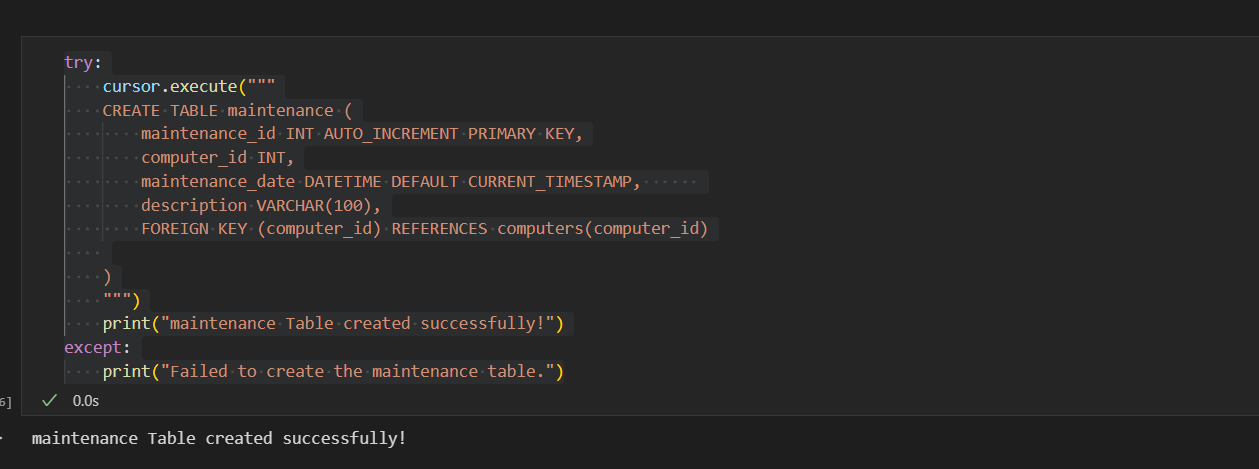 try:
    cursor.execute("""
    CREATE TABLE maintenance (
        maintenance_id INT AUTO_INCREMENT PRIMARY KEY,
        computer_id INT,
        maintenance_date DATETIME DEFAULT CURRENT_TIMESTAMP,
        description VARCHAR(100),
        FOREIGN KEY (computer_id) REFERENCES computers(computer_id)
    )
    """)
    print("maintenance Table created successfully!")
except:
    print("Failed to create the maintenance table.")
6] ✓ 0.0s
maintenance Table created successfully!